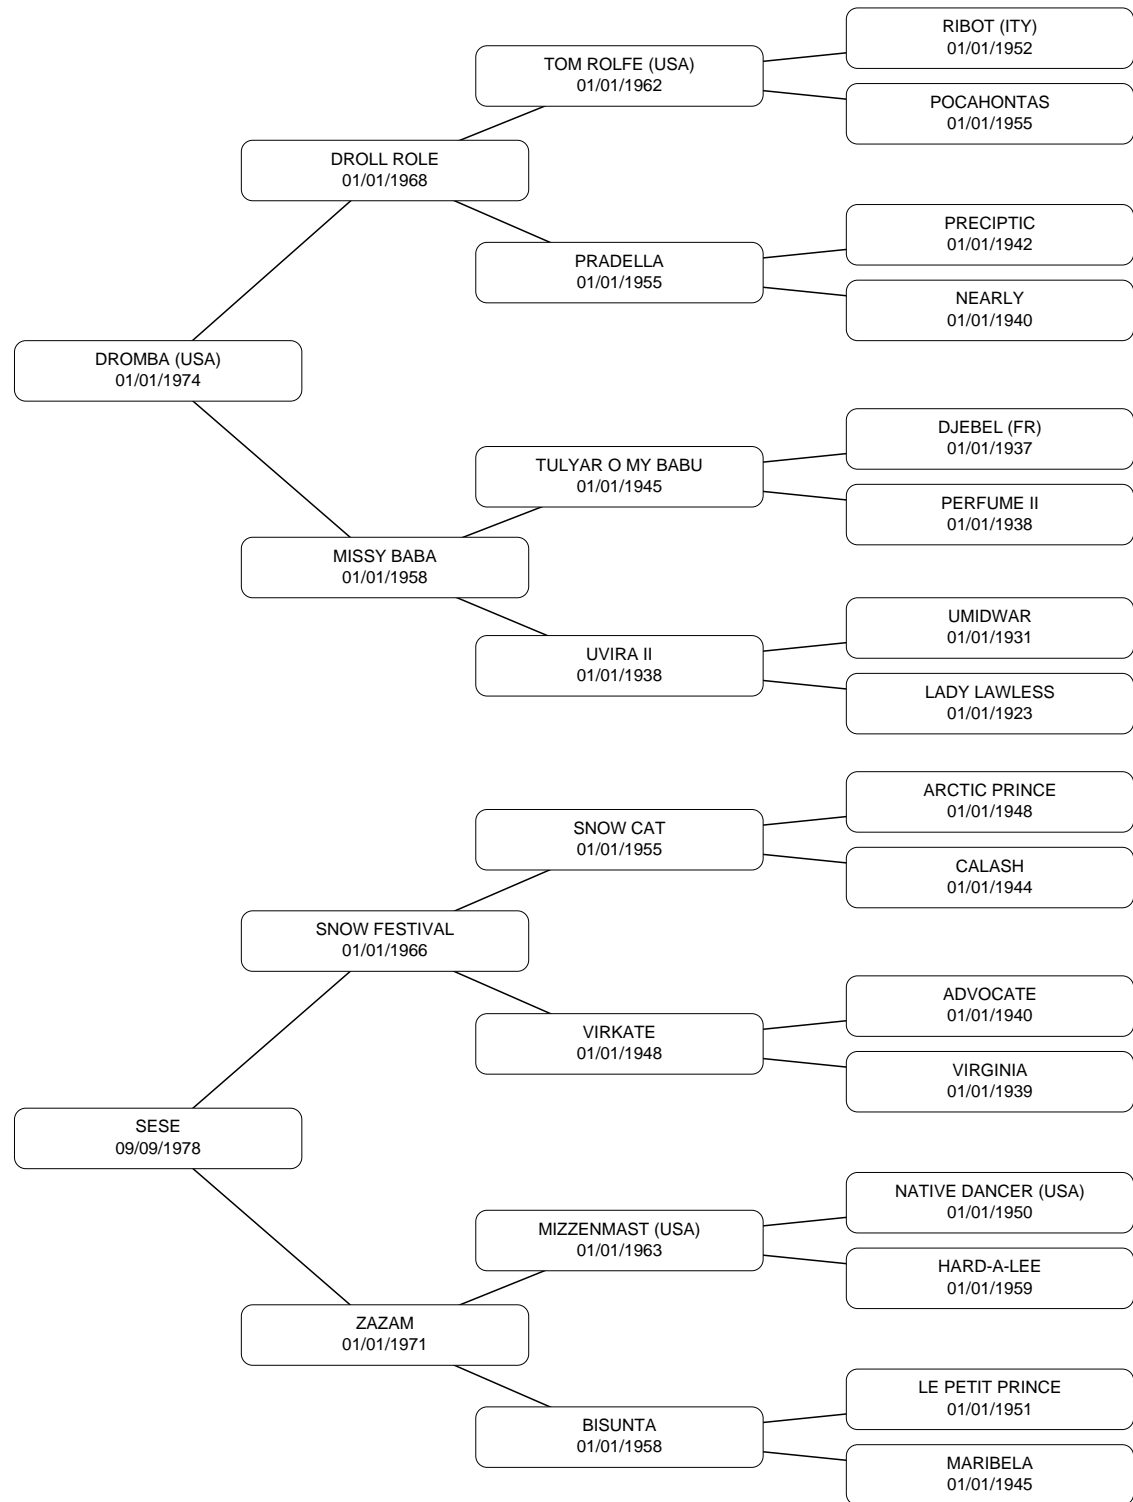 RIBOT (ITY)
01/01/1952
TOM ROLFE (USA)
01/01/1962
POCAHONTAS
01/01/1955
DROLL ROLE
01/01/1968
PRECIPTIC
01/01/1942
PRADELLA
01/01/1955
NEARLY
01/01/1940
DROMBA (USA)
01/01/1974
DJEBEL (FR)
01/01/1937
TULYAR O MY BABU
01/01/1945
PERFUME II
01/01/1938
MISSY BABA
01/01/1958
UMIDWAR
01/01/1931
UVIRA II
01/01/1938
LADY LAWLESS
01/01/1923
ARCTIC PRINCE
01/01/1948
SNOW CAT
01/01/1955
CALASH
01/01/1944
SNOW FESTIVAL
01/01/1966
ADVOCATE
01/01/1940
VIRKATE
01/01/1948
VIRGINIA
01/01/1939
SESE
09/09/1978
NATIVE DANCER (USA)
01/01/1950
MIZZENMAST (USA)
01/01/1963
HARD-A-LEE
01/01/1959
ZAZAM
01/01/1971
LE PETIT PRINCE
01/01/1951
BISUNTA
01/01/1958
MARIBELA
01/01/1945